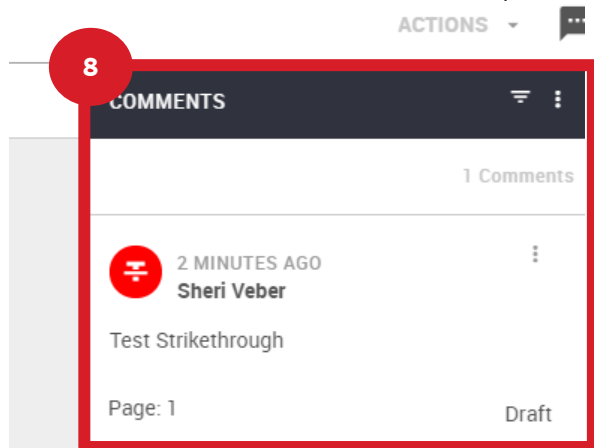 ACTIONS
8
COMMENTS
1 Comments
2 MINUTES AGO
Sheri Veber
Test Strikethrough
Page: 1
Draft